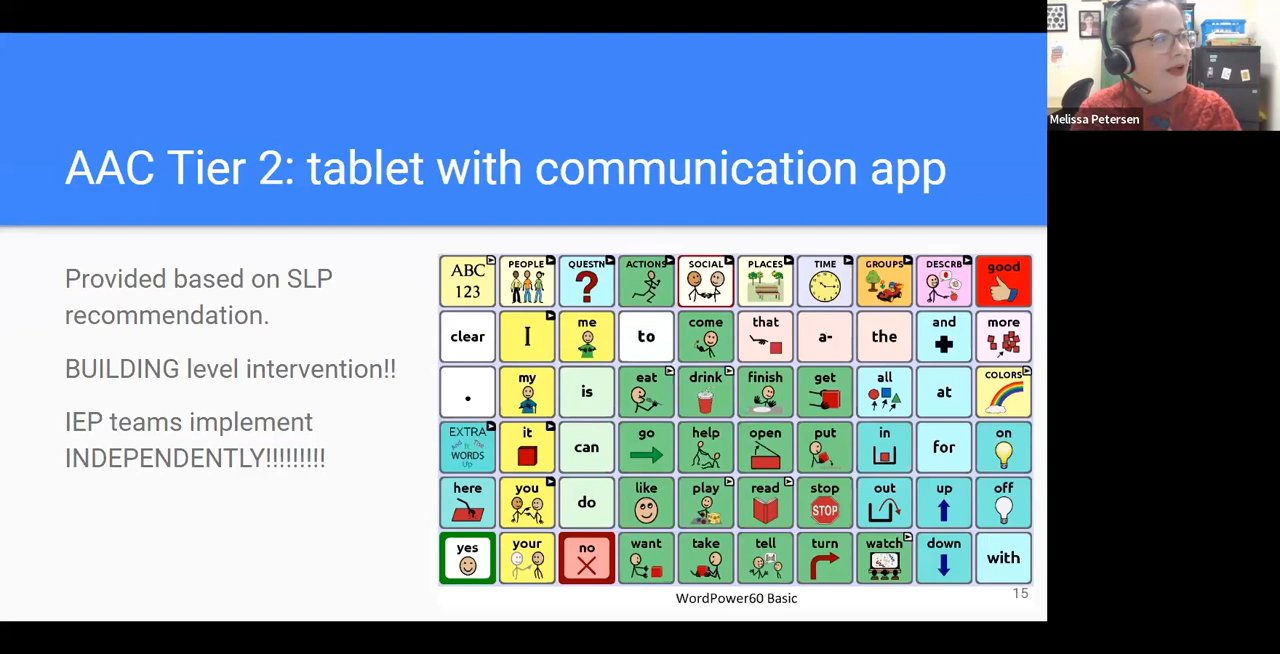 AAC Tier 2: tablet with communication app
Melissa Petersen
Provided based on SLP
recommendation.
BUILDING level intervention!!
IEP teams implement
INDEPENDENTLY!!!!!!!!!
ABC 123 PEOPLE QUESTN ACTIONS SOCIAL PLACES TIME GROUPS DESCRB good
clear I me to come that a- the and more
. my is eat drink finish get all at COLORS
EXTRA WORDS it can go help open put in for on
here you do like play read stop STOP out up off
yes your no want take tell turn watch down with
WordPower60 Basic
15